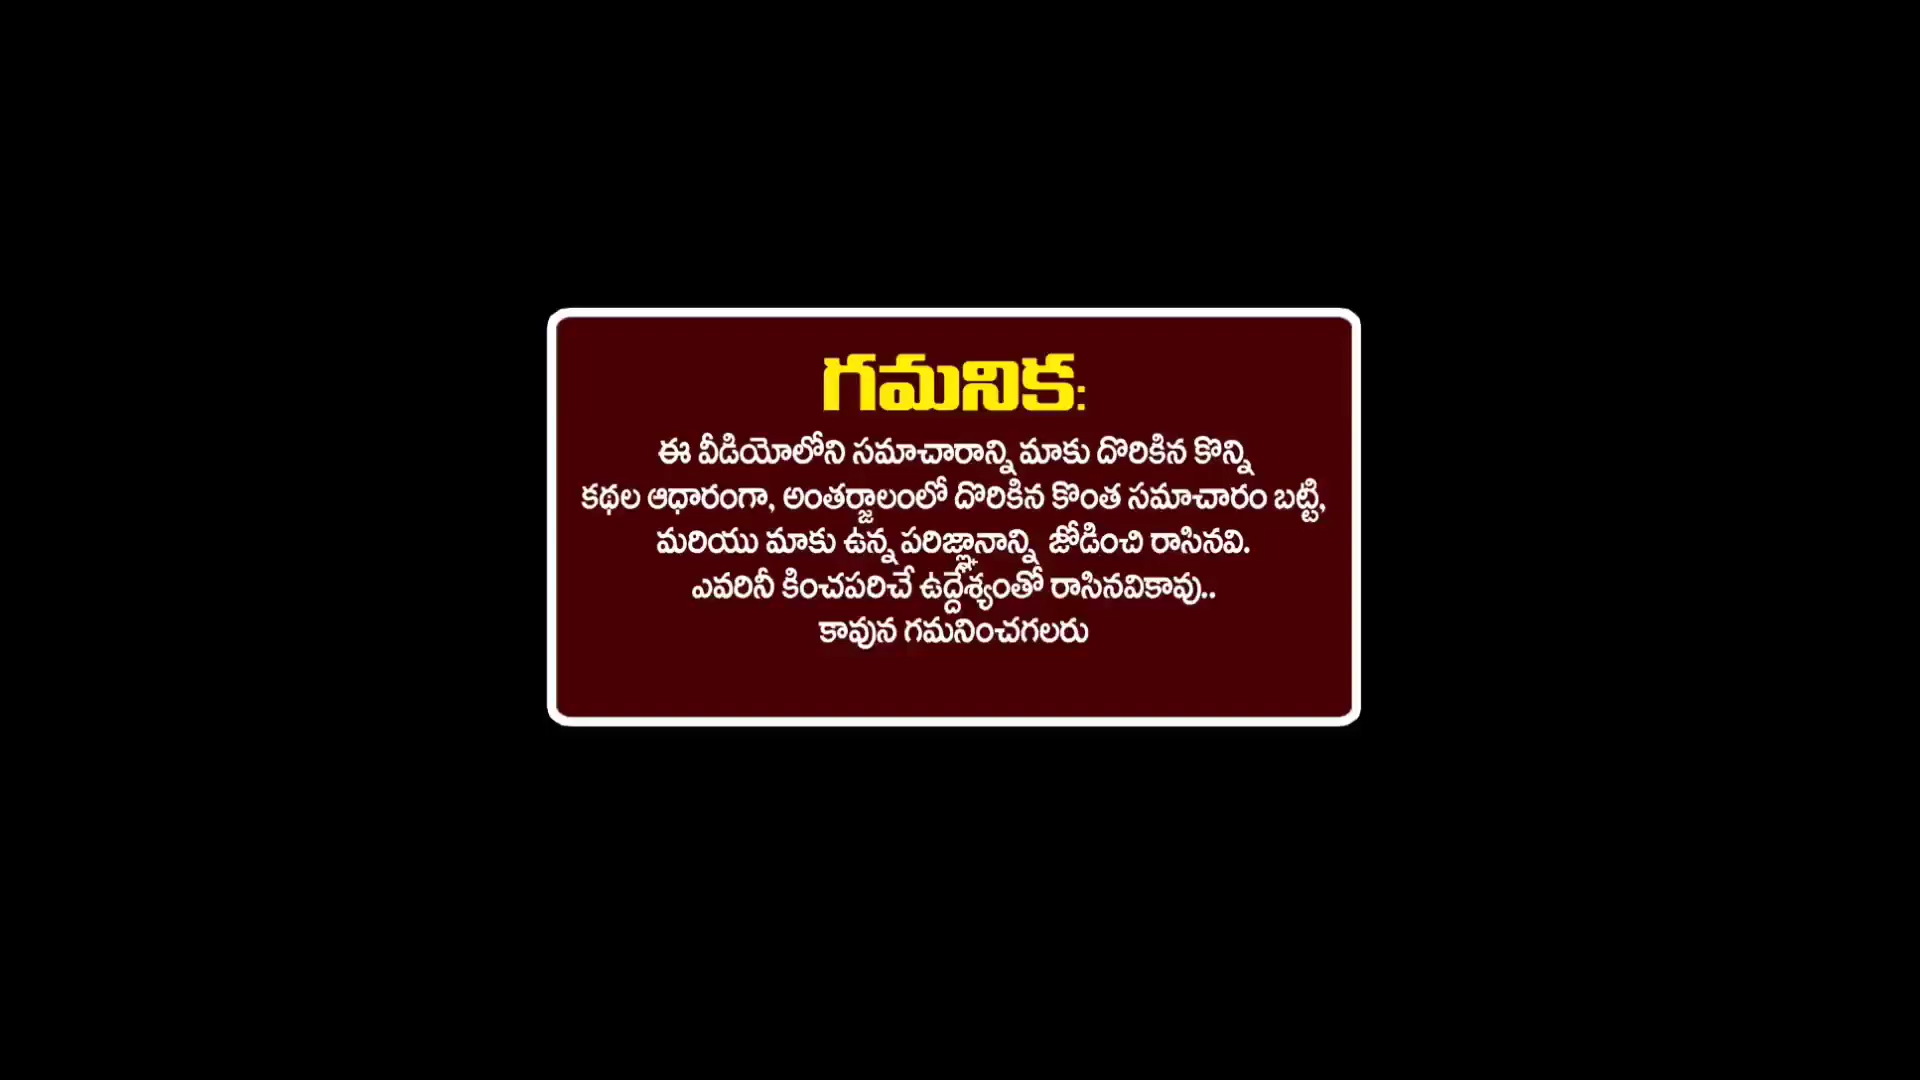 గమనిక:
ఈ వీడియోలోని సమాచారాన్ని మాకు దొరికిన కొన్ని
కథల ఆధారంగా, అంతర్జాలంలో దొరికిన కొంత సమాచారం బట్టి,
మరియు మాకు ఉన్న పరిజ్ఞానాన్ని జోడించి రాసినవి.
ఎవరినీ కించపరిచే ఉద్దేశ్యంతో రాసినవికావు..
కావున గమనించగలరు